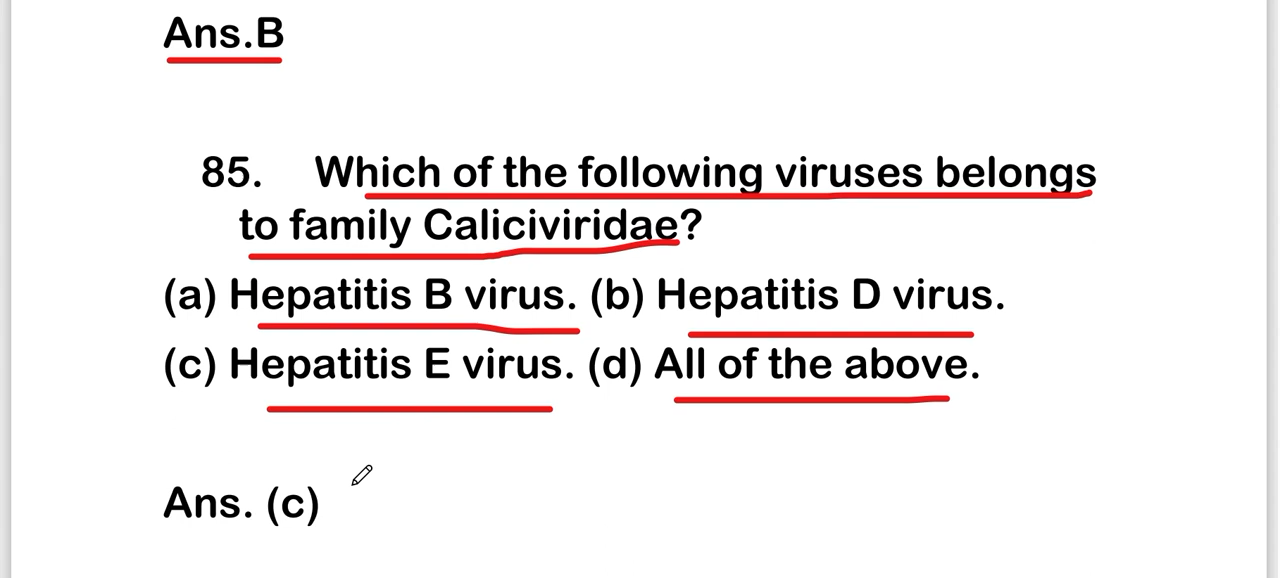 Ans.B
85. Which of the following viruses belongs
to family Caliciviridae?
(a) Hepatitis B virus. (b) Hepatitis D virus.
(c) Hepatitis E virus. (d) All of the above.
Ans. (c)